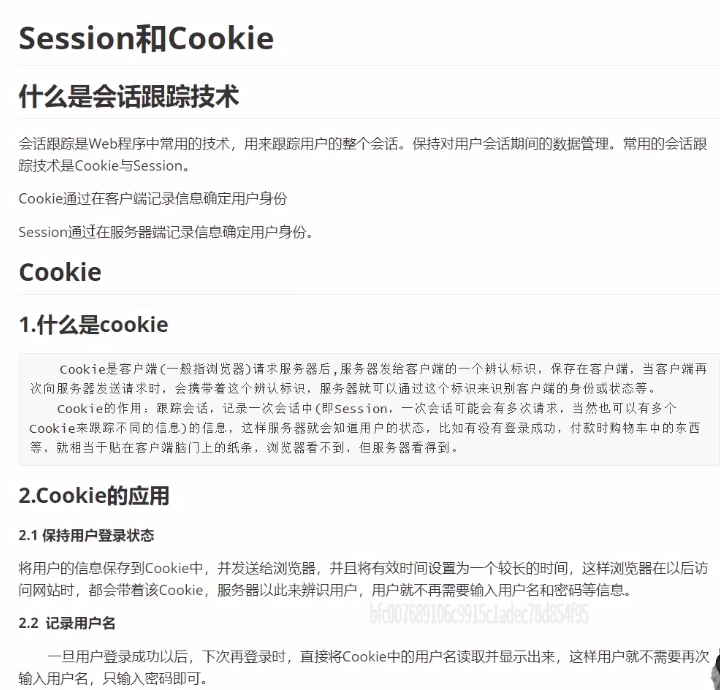 Session和Cookie
什么是会话跟踪技术
会话跟踪是Web程序中常用的技术，用来跟踪用户的整个会话。保持对用户会话期间的数据管理。常用的会话跟
踪技术是Cookie与Session。
Cookie通过在客户端记录信息确定用户身份
Session通过在服务器端记录信息确定用户身份。
Cookie
1.什么是cookie
Cookie是客户端(一般指浏览器)请求服务器后,服务器发给客户端的一个辨认标识，保存在客户端，当客户端再
次向服务器发送请求时，会携带着这个辨认标识，服务器就可以通过这个标识来识别客户端的身份或状态等。
Cookie的作用：跟踪会话，记录一次会话中(即Session，一次会话可能会有多次请求，当然也可以有多个
Cookie来跟踪不同的信息)的信息，这样服务器就会知道用户的状态，比如有没有登录成功，付款时购物车中的东西
等，就相当于贴在客户端脑门上的纸条，浏览器看不到，但服务器看得到。
2.Cookie的应用
2.1 保持用户登录状态
将用户的信息保存到Cookie中，并发送给浏览器，并且将有效时间设置为一个较长的时间，这样浏览器在以后访
问网站时，都会带着该Cookie，服务器以此来辨识用户，用户就不再需要输入用户名和密码等信息。
bfc007689106c9915c1adec78d854f95
2.2 记录用户名
一旦用户登录成功以后，下次再登录时，直接将Cookie中的用户名读取并显示出来，这样用户就不需要再次
输入用户名，只输入密码即可。